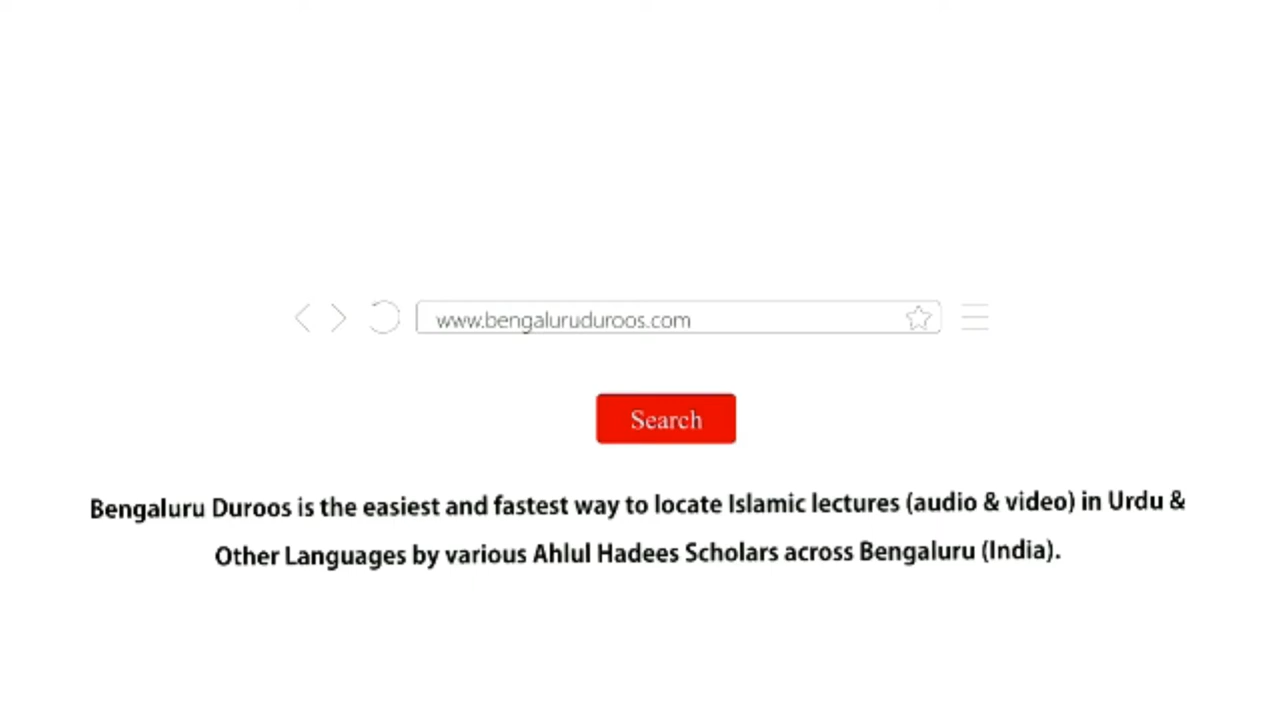 www.bengaluruduroos.com
Search
Bengaluru Duroos is the easiest and fastest way to locate Islamic lectures (audio & video) in Urdu &
Other Languages by various Ahlul Hadees Scholars across Bengaluru (India).